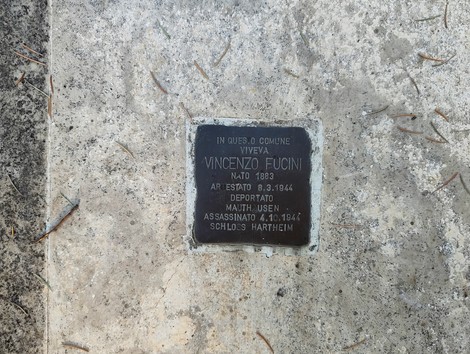 IN QUESTO COMUNE
VIVEVA
VINCENZO FUCINI
NATO 1883
ARRESTATO 8.3.1944
DEPORTATO
MAUTHAUSEN
ASSASSINATO 4.10.1944
SCHLOSS HARTHEIM